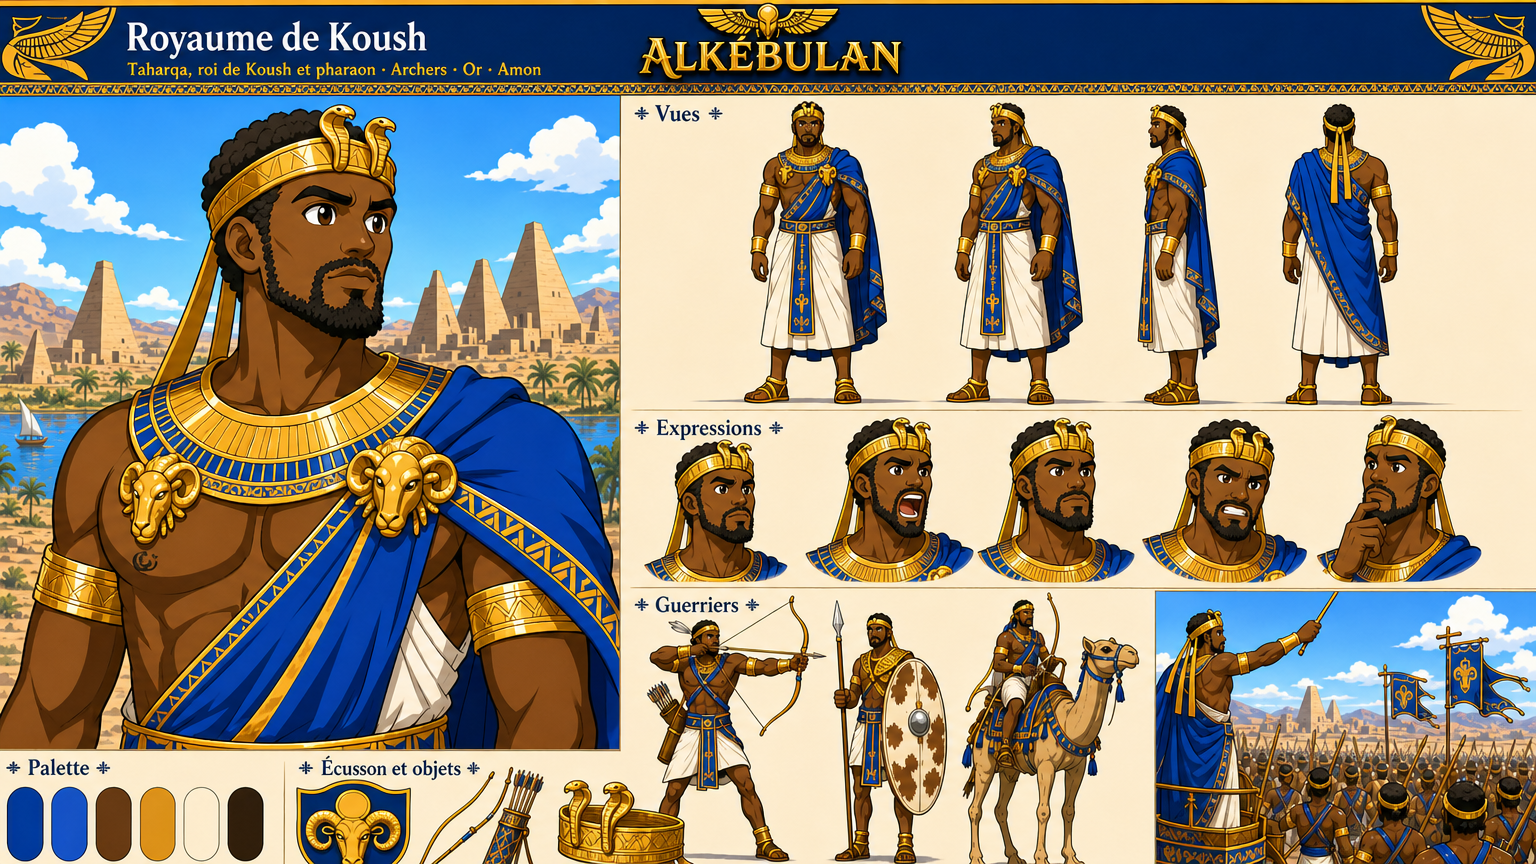 Royaume de Koush
Taharqa, roi de Koush et pharaon · Archers · Or · Amon
ALKÉBULAN
Vues
Expressions
Guerriers
Palette
Écusson et objets